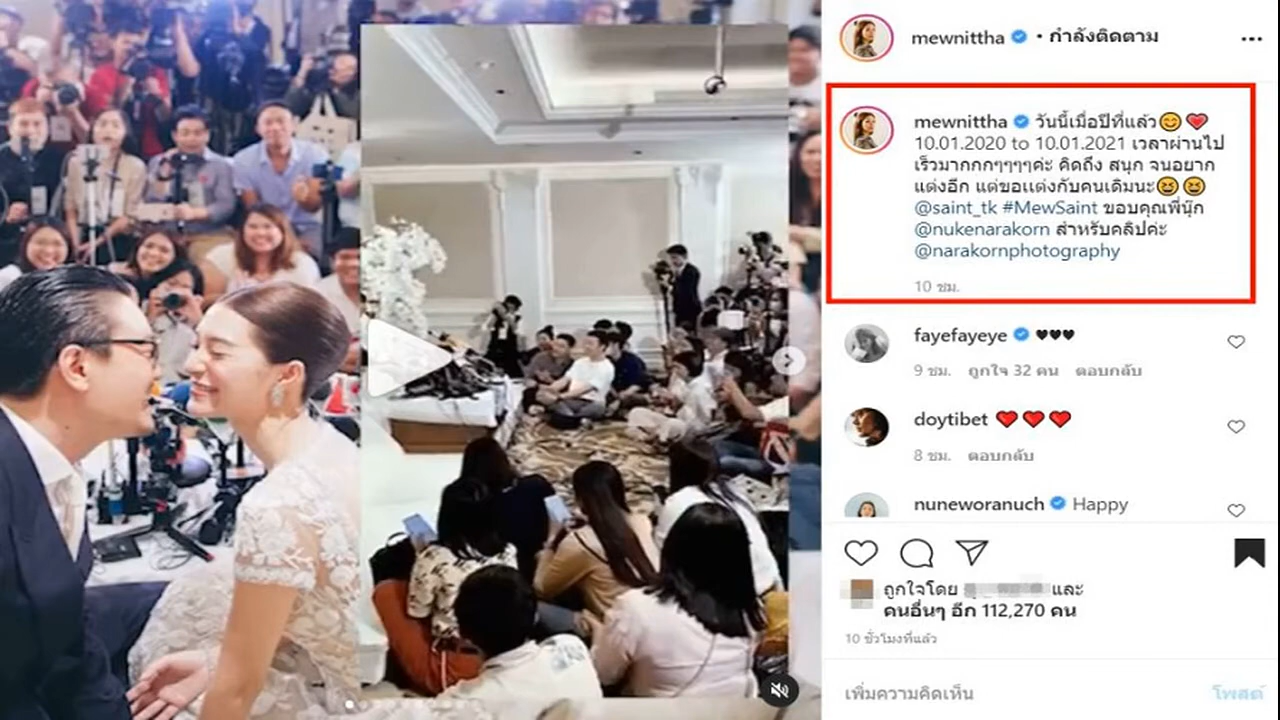 mewnittha • กำลังติดตาม
mewnittha วันนี้เมื่อปีที่แล้ว😊❤️
10.01.2020 to 10.01.2021 เวลาผ่านไป
เร็วมากกกๆๆๆๆค่ะ คิดถึง สนุก จนอยาก
แต่งอีก แต่ขอแต่งกับคนเดิมนะ😆😆
@saint_tk #MewSaint ขอบคุณพี่นุ๊ก
@nukenarakorn สำหรับคลิปค่ะ
@narakornphotography
10 ชม.
fayefayeye ♥♥♥
9 ชม. ถูกใจ 32 คน ตอบกลับ
doytibet ❤️❤️❤️
8 ชม. ตอบกลับ
nuneworanuch Happy
ถูกใจโดย และ
คนอื่นๆ อีก 112,270 คน
10 ชั่วโมงที่แล้ว
เพิ่มความคิดเห็น
โพสต์